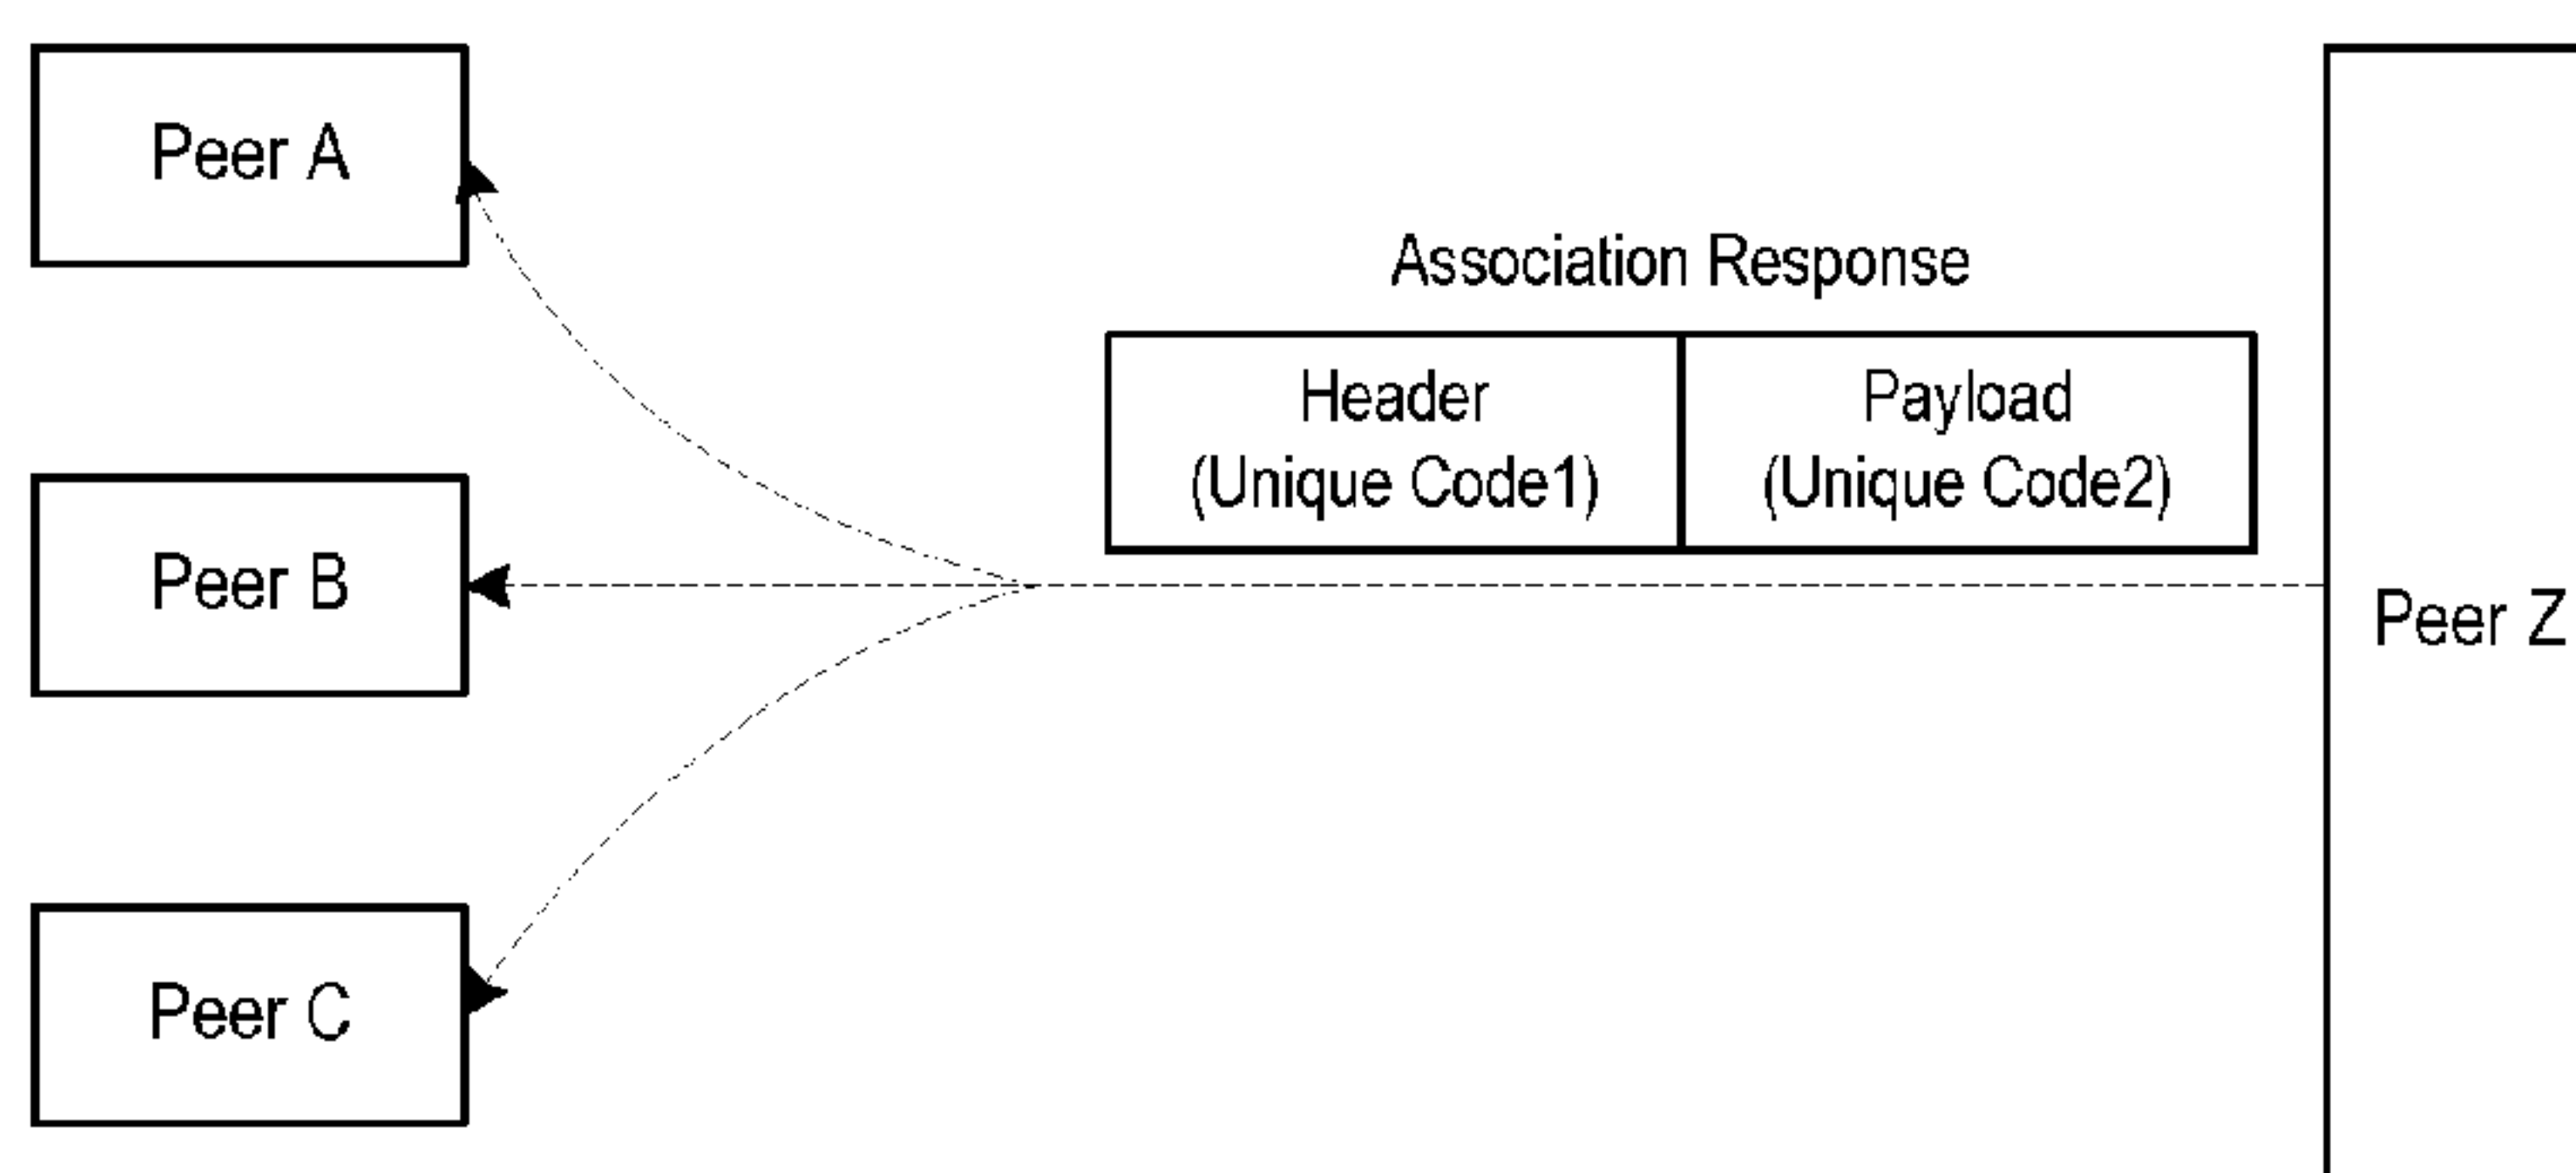 Peer A
Association Response
Header
(Unique Code1)
Payload
(Unique Code2)
Peer B
Peer Z
Peer C